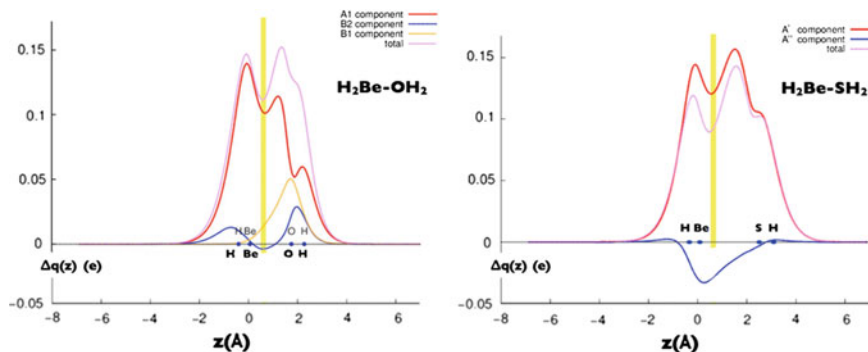 A1 component
B2 component
B1 component
total
0.15
H₂Be-OH₂
0.1
0.05
H Be O H
0
H Be O H
Δq(z) (e)
-0.05
-6 -4 -2 0 2 4 6
z(Å)
A' component
A'' component
total
0.15
H₂Be-SH₂
0.1
0.05
H Be S H
0
Δq(z) (e)
-0.05
-8 -6 -4 -2 0 2 4 6 8
z(Å)